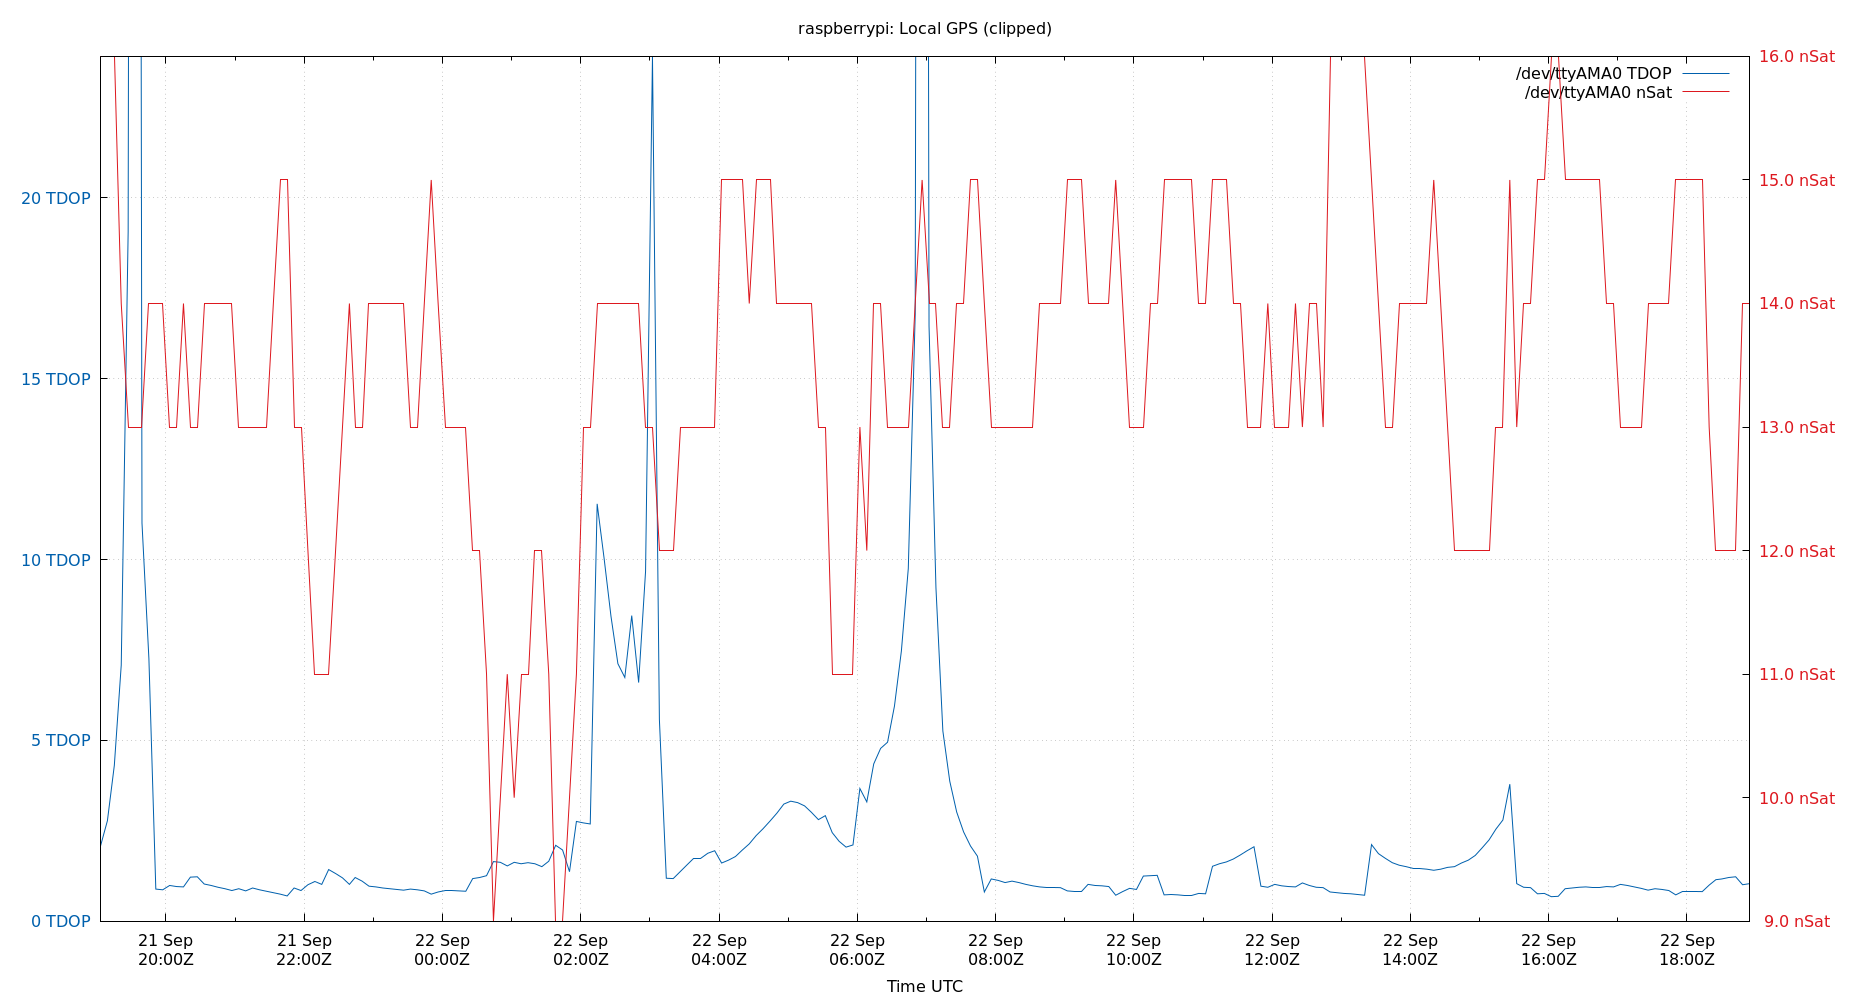 raspberrypi: Local GPS (clipped)
/dev/ttyAMA0 TDOP
/dev/ttyAMA0 nSat
20 TDOP
15 TDOP
10 TDOP
5 TDOP
0 TDOP
16.0 nSat
15.0 nSat
14.0 nSat
13.0 nSat
12.0 nSat
11.0 nSat
10.0 nSat
9.0 nSat
21 Sep
20:00Z
21 Sep
22:00Z
22 Sep
00:00Z
22 Sep
02:00Z
22 Sep
04:00Z
22 Sep
06:00Z
22 Sep
08:00Z
22 Sep
10:00Z
22 Sep
12:00Z
22 Sep
14:00Z
22 Sep
16:00Z
22 Sep
18:00Z
Time UTC